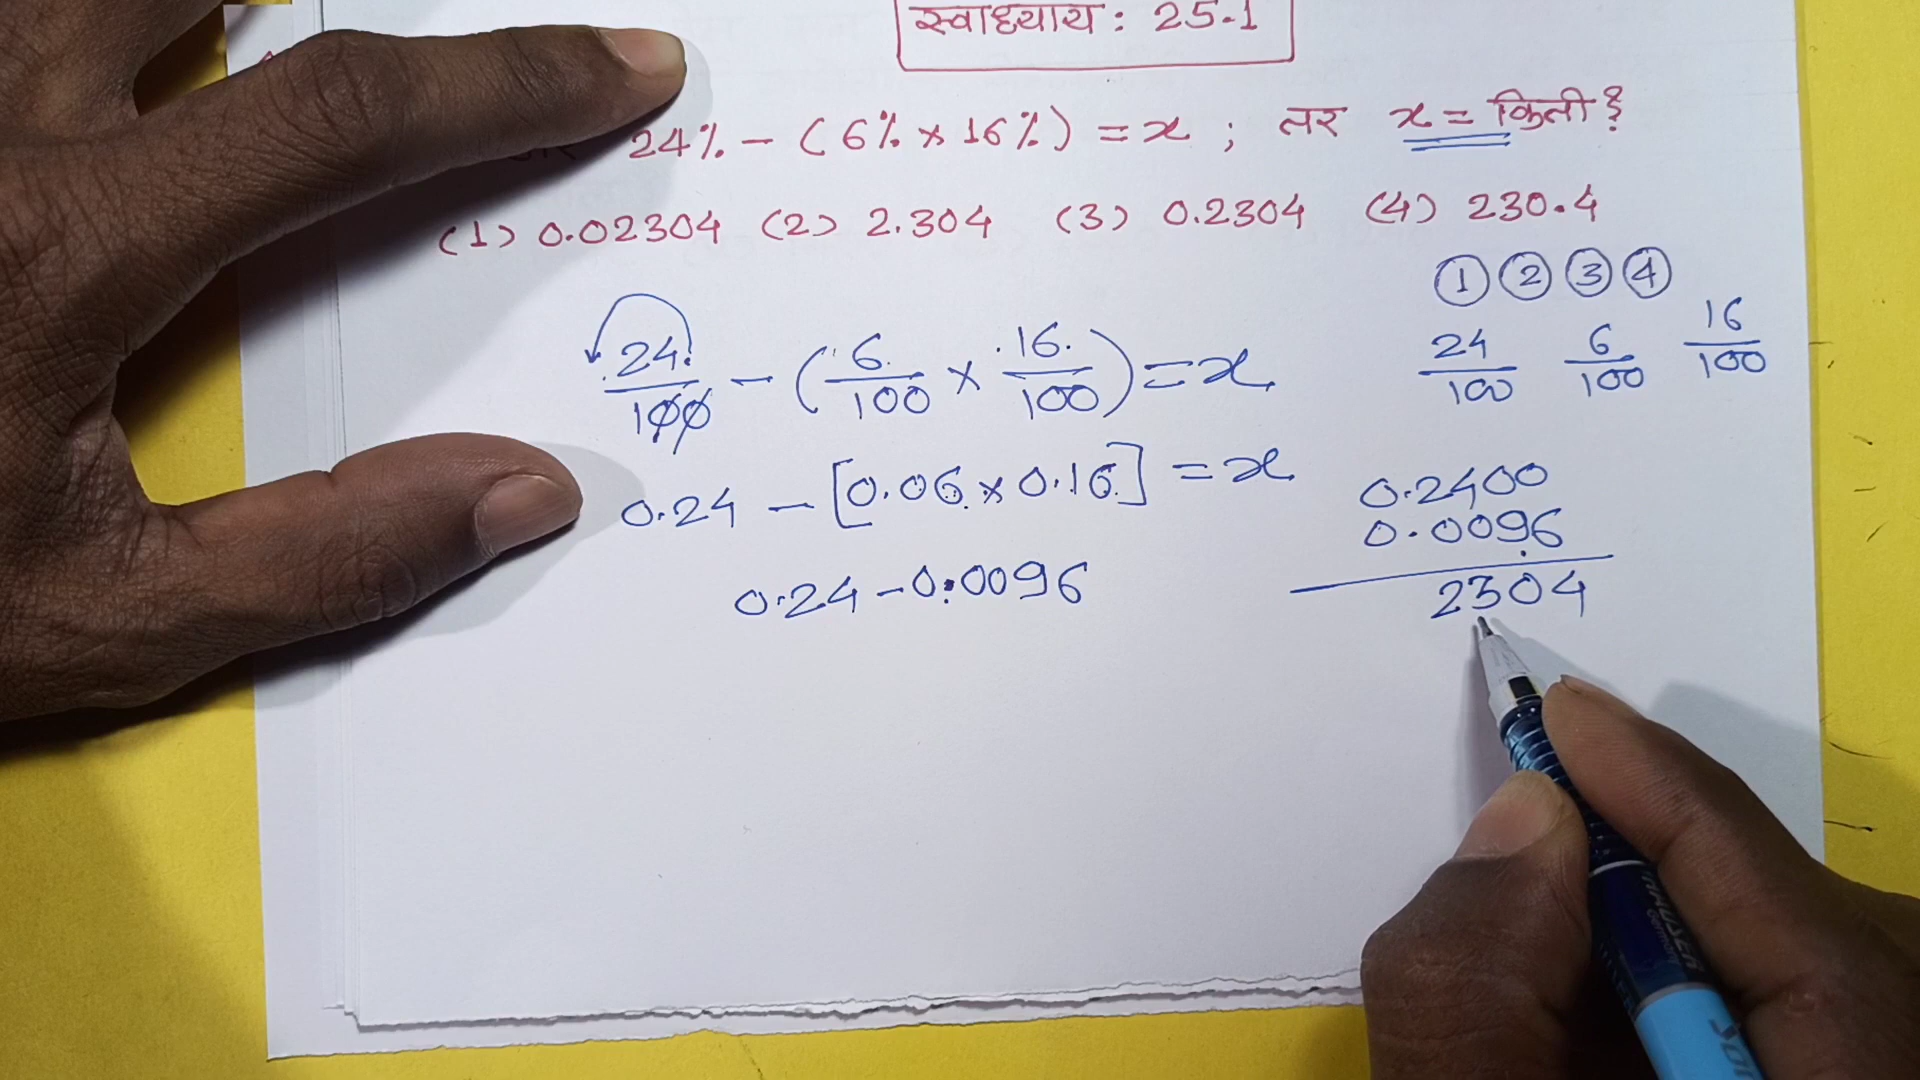 स्वाध्याय : 25.1
24% - (6% × 16%) = x ; तर x = किती?
(1) 0.02304 (2) 2.304 (3) 0.2304 (4) 230.4
① ② ③ ④
24/100 - (6/100 × 16/100) = x
24/100 6/100 16/100
0.24 - [0.06 × 0.16] = x
0.24 - 0.0096
0.2400
0.0096
2304